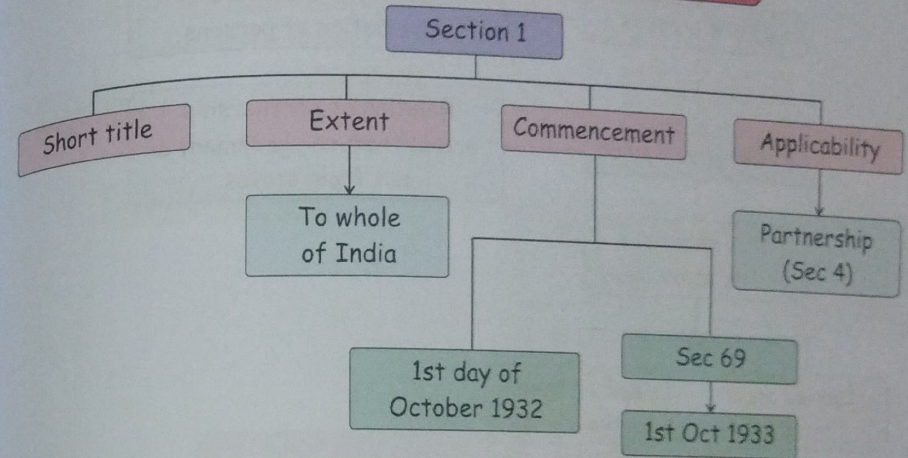 Section 1
Short title
Extent
Commencement
Applicability
To whole
of India
Partnership
(Sec 4)
1st day of
October 1932
Sec 69
1st Oct 1933